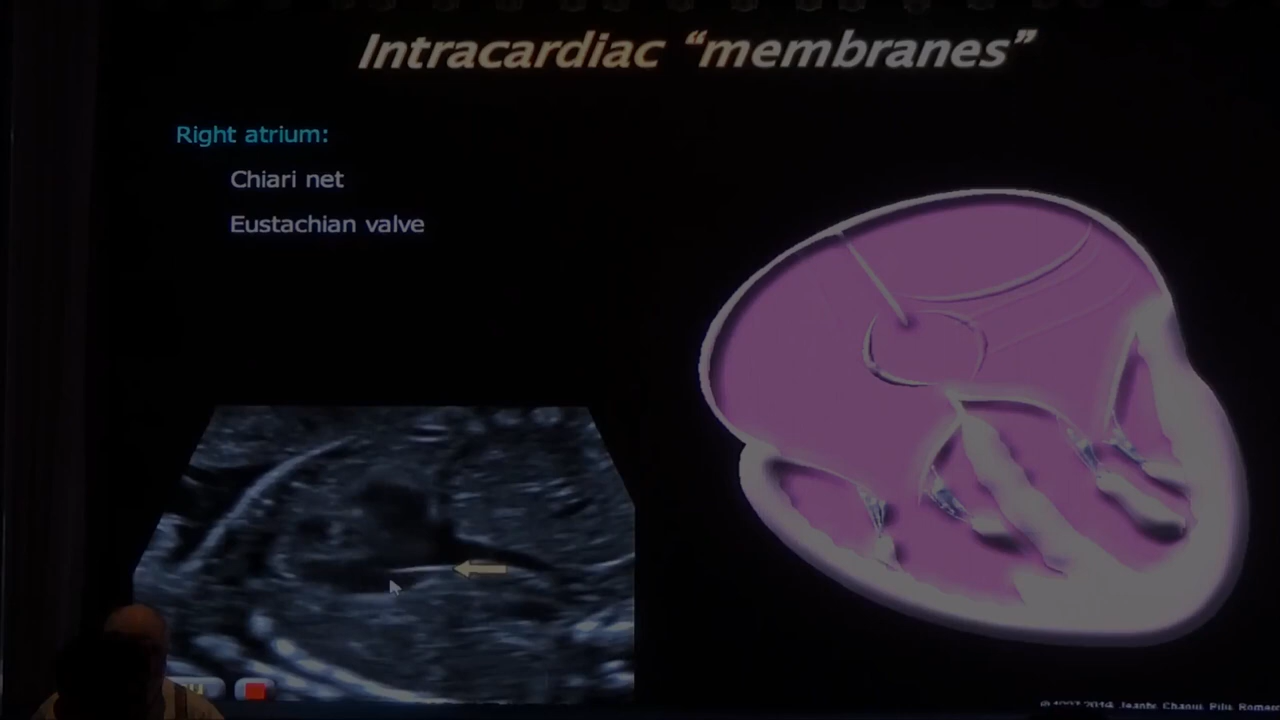 Intracardiac “membranes”
Right atrium:
Chiari net
Eustachian valve